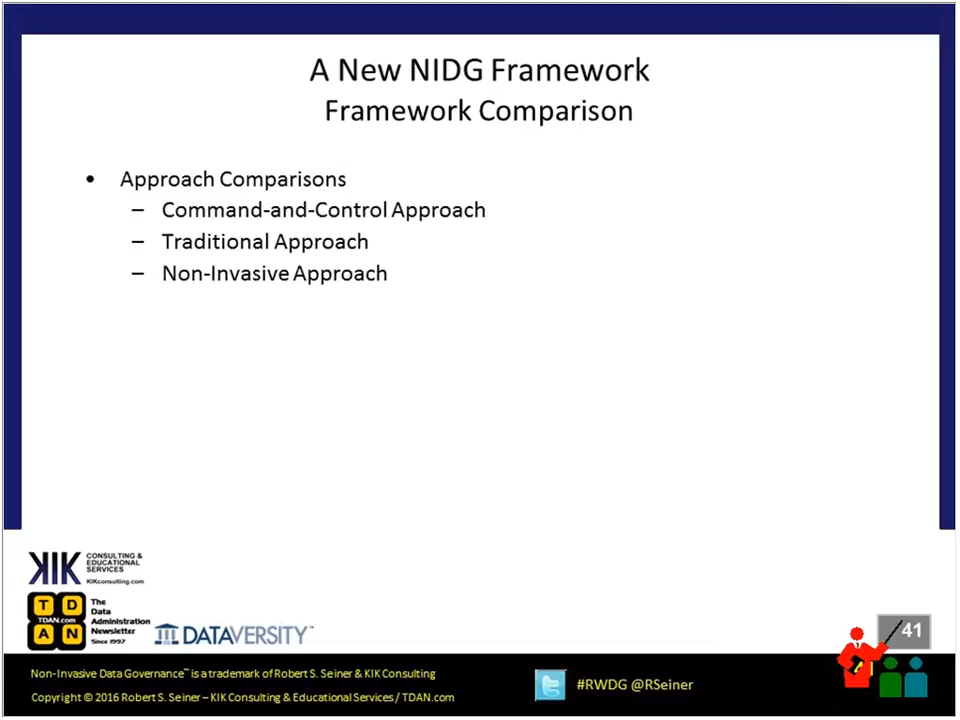 A New NIDG Framework
Framework Comparison
• Approach Comparisons
– Command-and-Control Approach
– Traditional Approach
– Non-Invasive Approach
KIK CONSULTING &
EDUCATIONAL
SERVICES
KIKconsulting.com
T D
TDAN.com
A N
The
Data
Administration
Newsletter
Since 1997
DATAVERSITY™
41
Non-Invasive Data Governance™ is a trademark of Robert S. Seiner & KIK Consulting
Copyright © 2016 Robert S. Seiner – KIK Consulting & Educational Services / TDAN.com
#RWDG @RSeiner